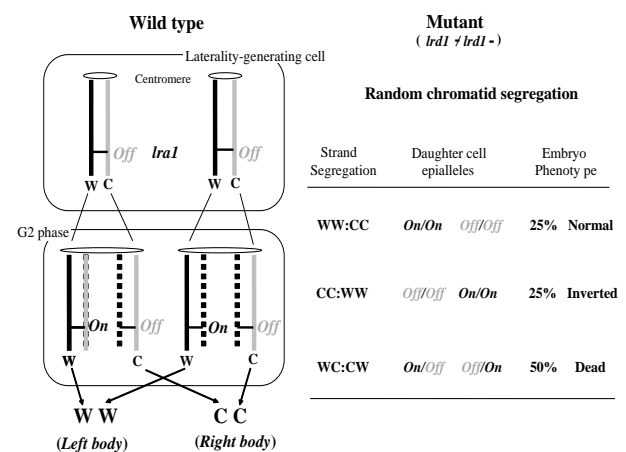 Wild type
Laterality-generating cell
Centromere
Off lra1 Off
W C W C
G2 phase
On Off On Off
W C W C
W W C C
(Left body) (Right body)
Mutant
( lrd1 -/lrd1 - )
Random chromatid segregation
Strand Segregation Daughter cell epialleles Embryo Phenoty pe
WW:CC On/On Off/Off 25% Normal
CC:WW Off/Off On/On 25% Inverted
WC:CW On/Off Off/On 50% Dead